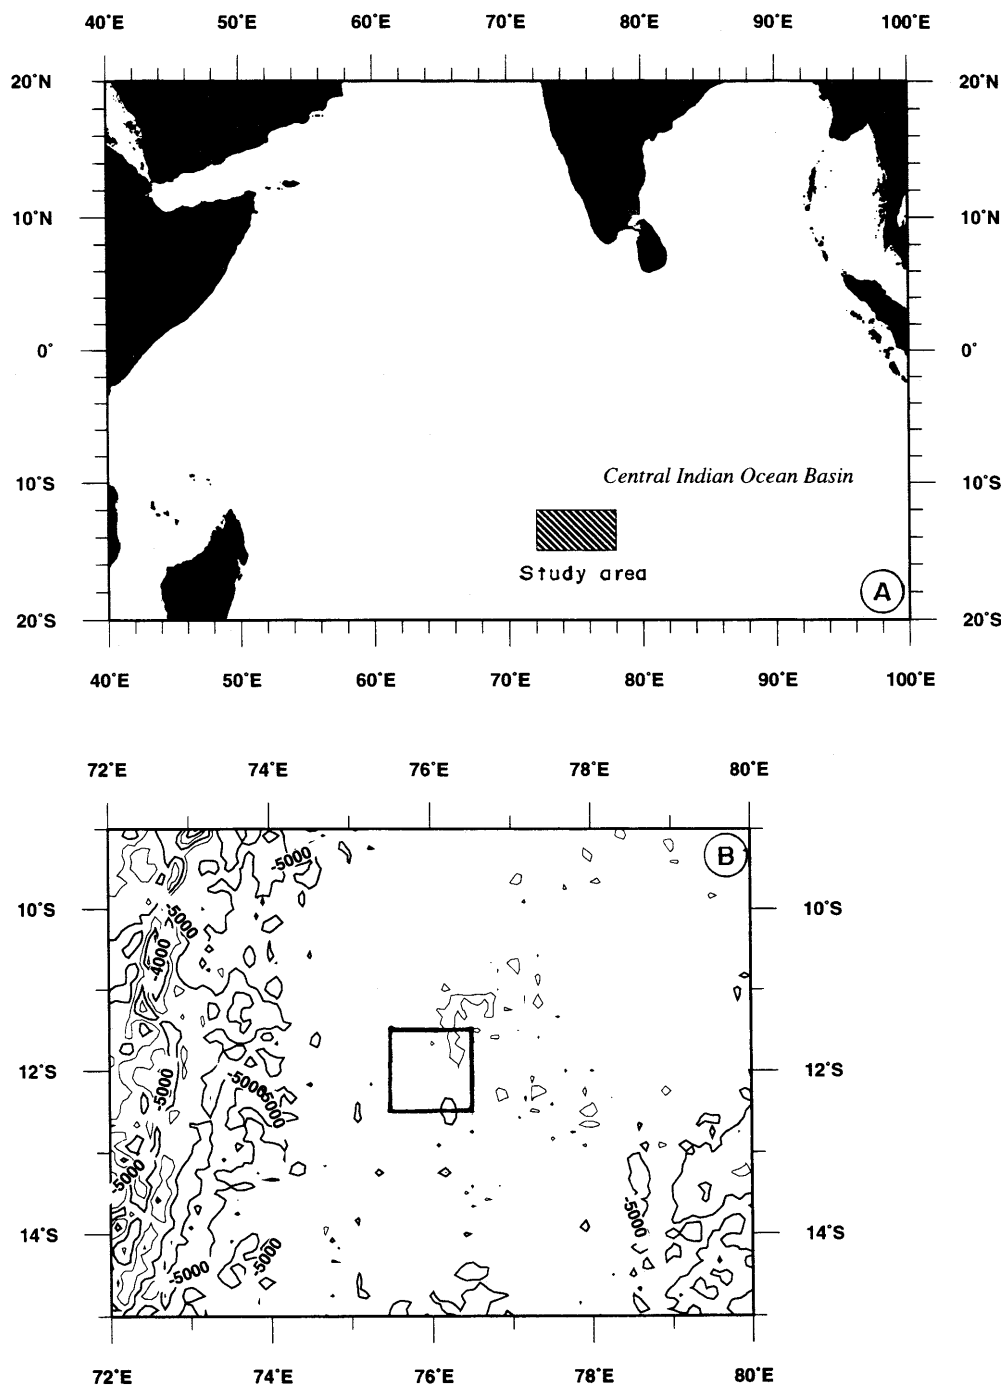 40°E 50°E 60°E 70°E 80°E 90°E 100°E
20°N 20°N
10°N 10°N
0° 0°
Central Indian Ocean Basin
10°S 10°S
Study area
A
20°S 20°S
40°E 50°E 60°E 70°E 80°E 90°E 100°E
72°E 74°E 76°E 78°E 80°E
B
-5000
10°S 10°S
-5000
-4000
12°S 12°S
-5000
-5000
-5000
-5000
-5000
14°S 14°S
-5000
-5000
72°E 74°E 76°E 78°E 80°E